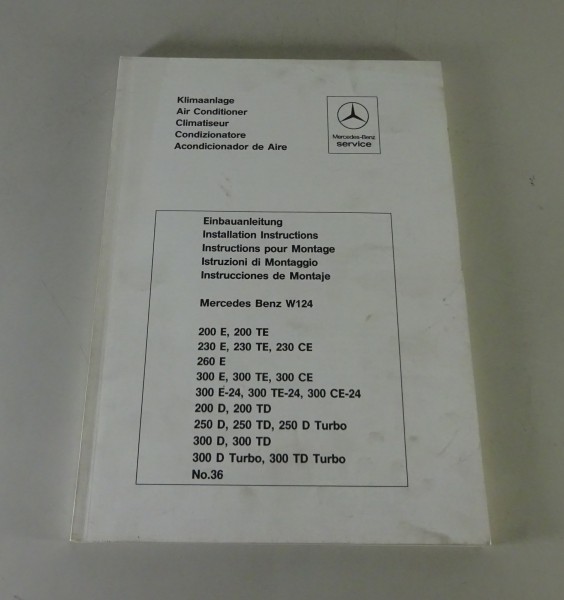 Klimaanlage
Air Conditioner
Climatiseur
Condizionatore
Acondicionador de Aire
Mercedes-Benz
service
Einbauanleitung
Installation Instructions
Instructions pour Montage
Istruzioni di Montaggio
Instrucciones de Montaje
Mercedes Benz W124
200 E, 200 TE
230 E, 230 TE, 230 CE
260 E
300 E, 300 TE, 300 CE
300 E-24, 300 TE-24, 300 CE-24
200 D, 200 TD
250 D, 250 TD, 250 D Turbo
300 D, 300 TD
300 D Turbo, 300 TD Turbo
No.36